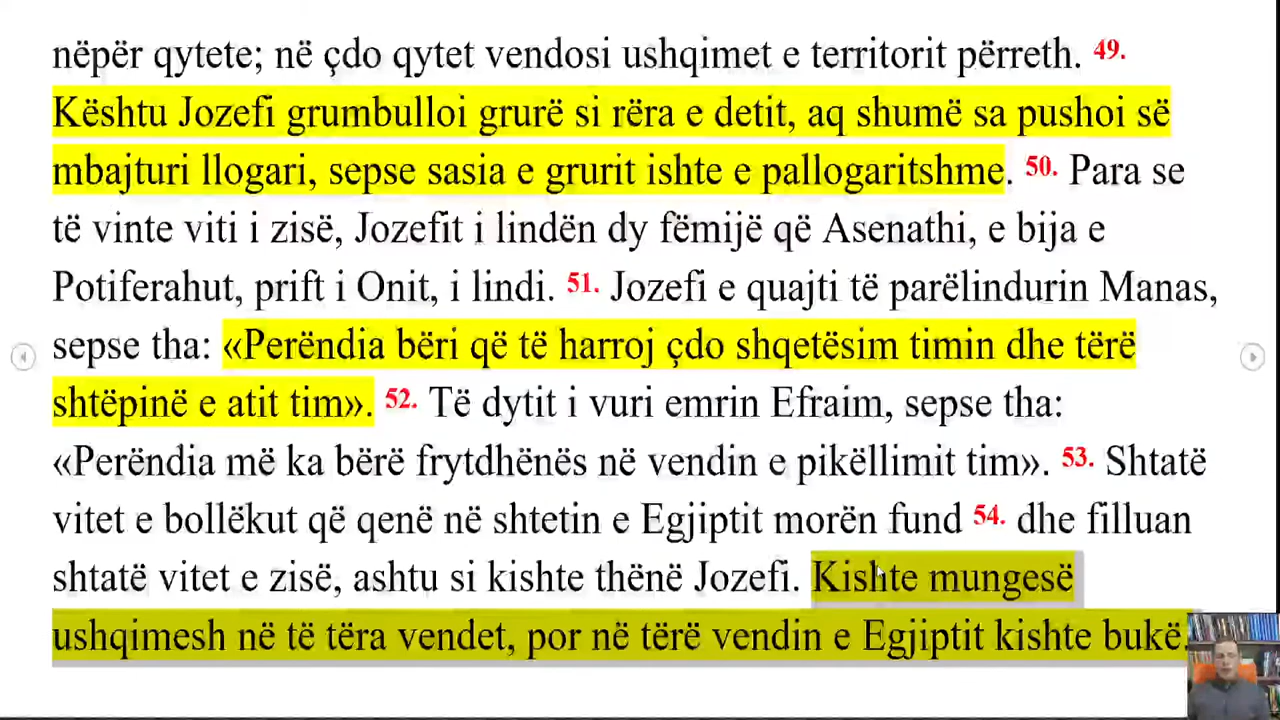 nëpër qytete; në çdo qytet vendosi ushqimet e territorit përreth. 49.
Kështu Jozefi grumbulloi grurë si rëra e detit, aq shumë sa pushoi së
mbajturi llogari, sepse sasia e grurit ishte e pallogaritshme. 50. Para se
të vinte viti i zisë, Jozefit i lindën dy fëmijë që Asenathi, e bija e
Potiferahut, prift i Onit, i lindi. 51. Jozefi e quajti të parëlindurin Manas,
sepse tha: «Perëndia bëri që të harroj çdo shqetësim timin dhe tërë
shtëpinë e atit tim». 52. Të dytit i vuri emrin Efraim, sepse tha:
«Perëndia më ka bërë frytdhënës në vendin e pikëllimit tim». 53. Shtatë
vitet e bollëkut që qenë në shtetin e Egjiptit morën fund 54. dhe filluan
shtatë vitet e zisë, ashtu si kishte thënë Jozefi. Kishte mungesë
ushqimesh në të tëra vendet, por në tërë vendin e Egjiptit kishte bukë.